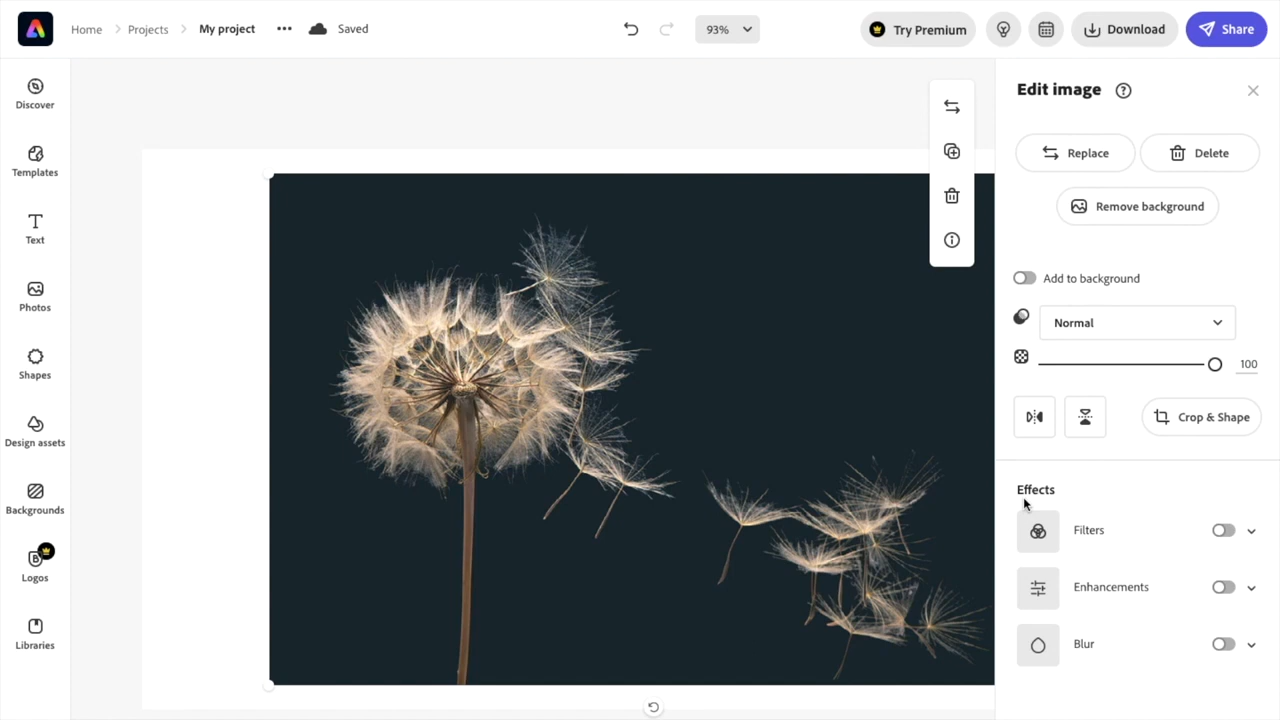 Home Projects My project Saved 93% Try Premium Download Share
Discover
Templates
Text
Photos
Shapes
Design assets
Backgrounds
B
Logos
Libraries
Edit image ?
Replace Delete
Remove background
Add to background
Normal
100
Crop & Shape
Effects
Filters
Enhancements
Blur